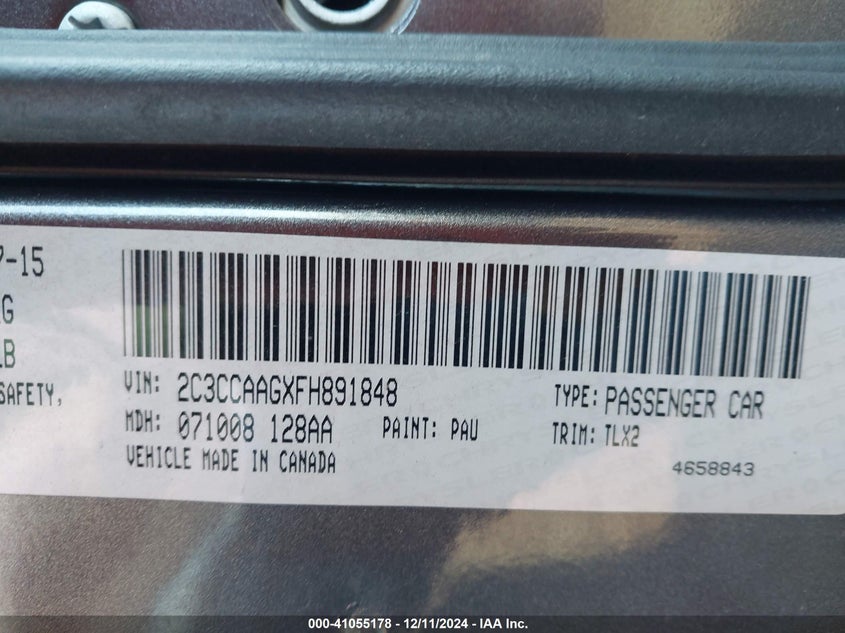 7-15
G
LB
SAFETY,
VIN: 2C3CCAAGXFH891848
TYPE: PASSENGER CAR
MDH: 071008 128AA
PAINT: PAU
TRIM: TLX2
VEHICLE MADE IN CANADA
4658843
000-41055178 - 12/11/2024 - IAA Inc.